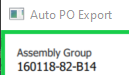 Auto PO Export
Assembly Group
160118-82-B14